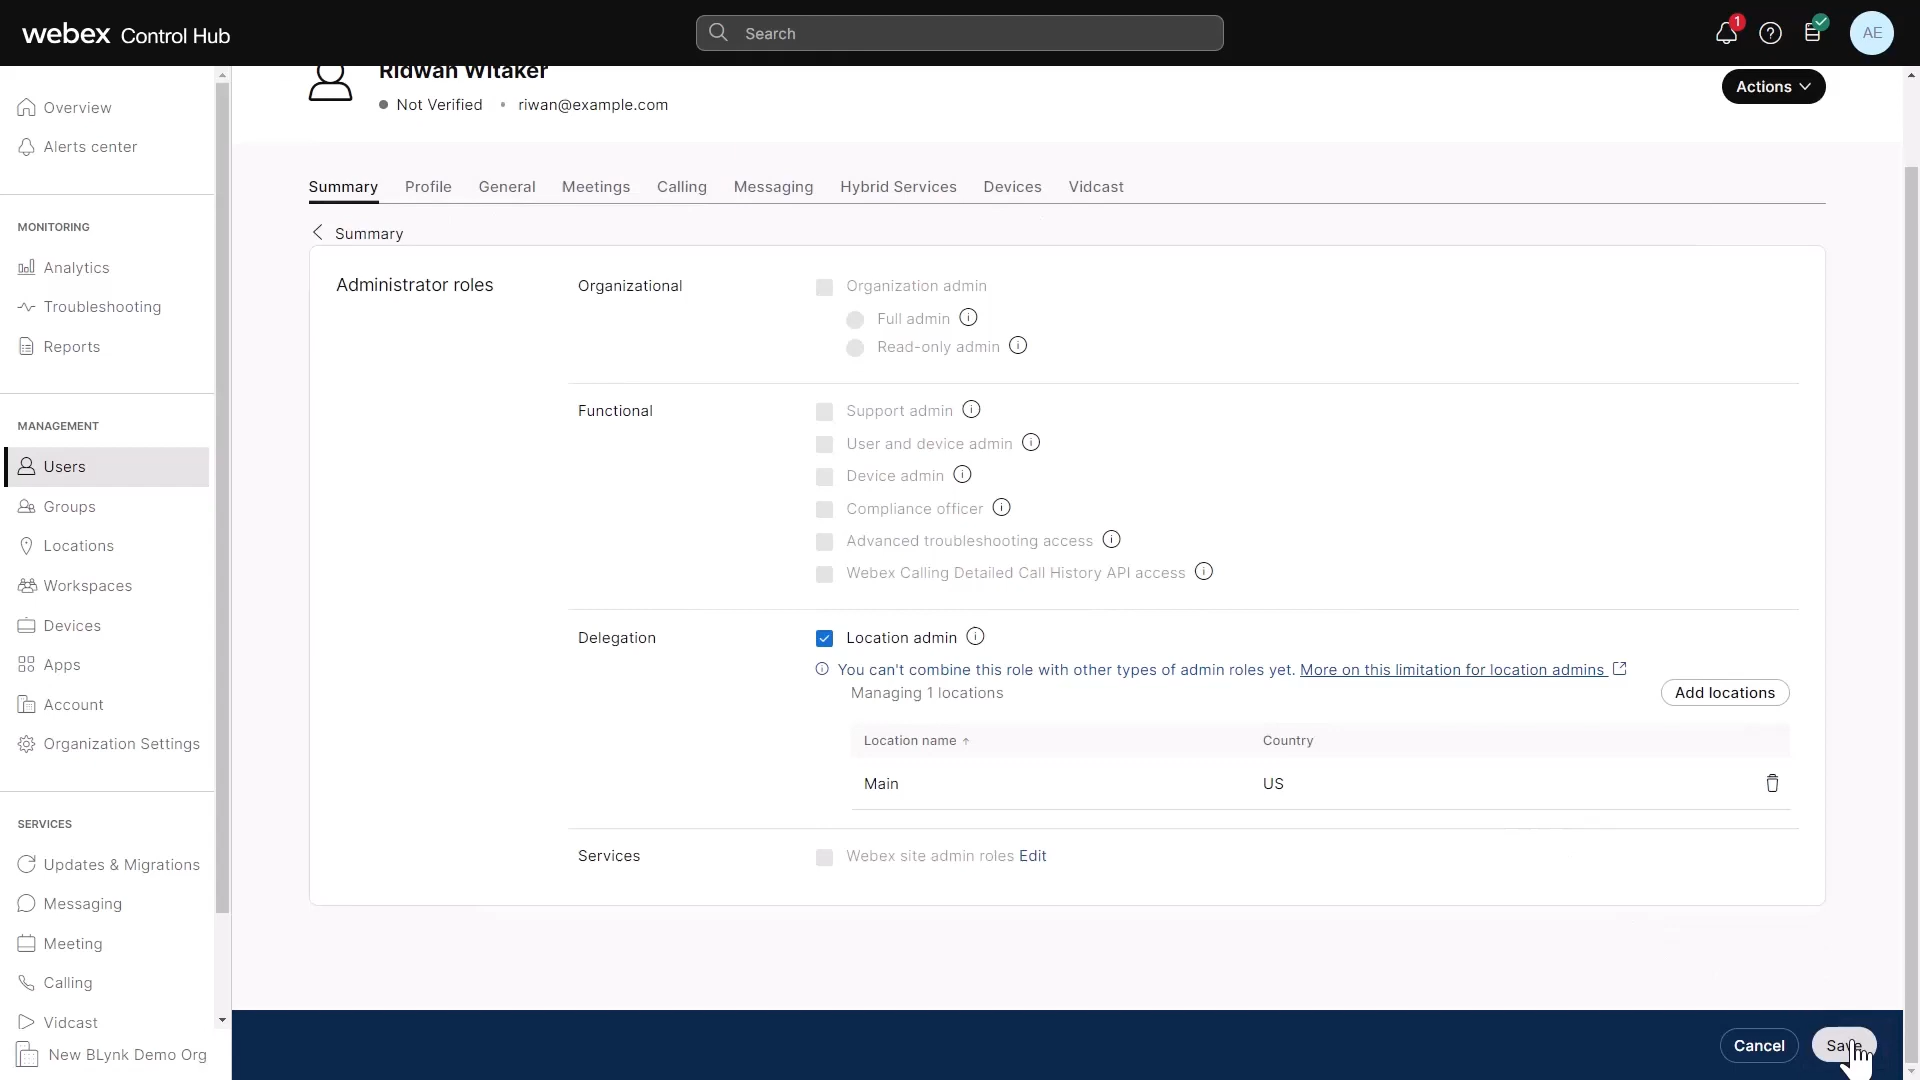 webex Control Hub
Search
1
AE
Ridwan Witaker
Not Verified • riwan@example.com
Actions
Overview
Alerts center
MONITORING
Analytics
Troubleshooting
Reports
MANAGEMENT
Users
Groups
Locations
Workspaces
Devices
Apps
Account
Organization Settings
SERVICES
Updates & Migrations
Messaging
Meeting
Calling
Vidcast
New BLynk Demo Org
Summary Profile General Meetings Calling Messaging Hybrid Services Devices Vidcast
Summary
Administrator roles
Organizational
Organization admin
Full admin
Read-only admin
Functional
Support admin
User and device admin
Device admin
Compliance officer
Advanced troubleshooting access
Webex Calling Detailed Call History API access
Delegation
Location admin
You can't combine this role with other types of admin roles yet. More on this limitation for location admins
Managing 1 locations
Add locations
Location name ↑ Country
Main US
Services
Webex site admin roles Edit
Cancel
Save